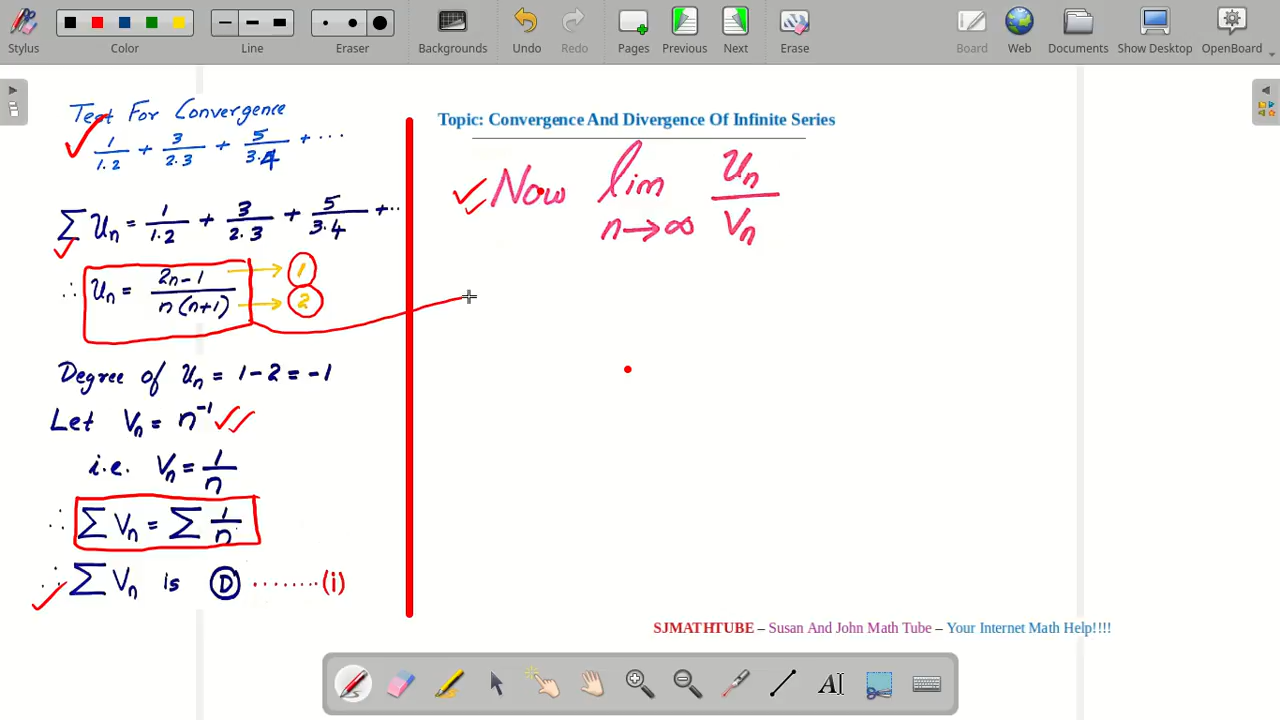 Stylus Color Line Eraser Backgrounds Undo Redo Pages Previous Next Erase Board Web Documents Show Desktop OpenBoard
Test For Convergence
1/1.2 + 3/2.3 + 5/3.4 + ...
∑ Un = 1/1.2 + 3/2.3 + 5/3.4 + ...
∴ Un = 2n-1/n(n+1) → 1 → 2
Degree of Un = 1-2 = -1
Let Vn = n⁻¹
i.e. Vn = 1/n
∴ ∑ Vn = ∑ 1/n
∴ ∑ Vn is D ........(i)
Topic: Convergence And Divergence Of Infinite Series
Now lim n→∞ Un/Vn
SJMATHTUBE – Susan And John Math Tube – Your Internet Math Help!!!!
AI